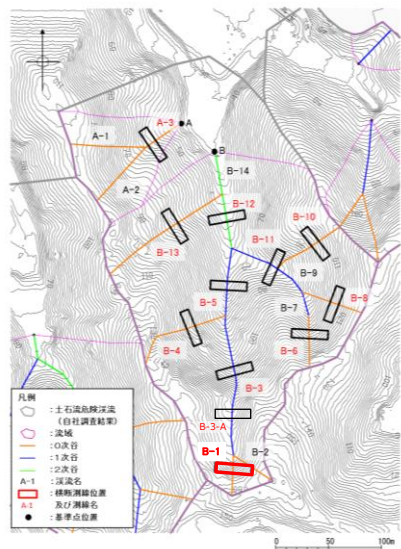 A-3
A
A-1
B
A-2
B-14
B-12
B-10
B-13
B-11
B-9
B-5
B-7
B-8
B-4
B-6
B-3
B-3-A
B-1
B-2
凡例
：土石流危険渓流
（自社調査結果）
：流域
：0次谷
：1次谷
：2次谷
A-1 ：渓流名
：横断測線位置
A-1 及び測線名
：基準点位置
0 50 100m